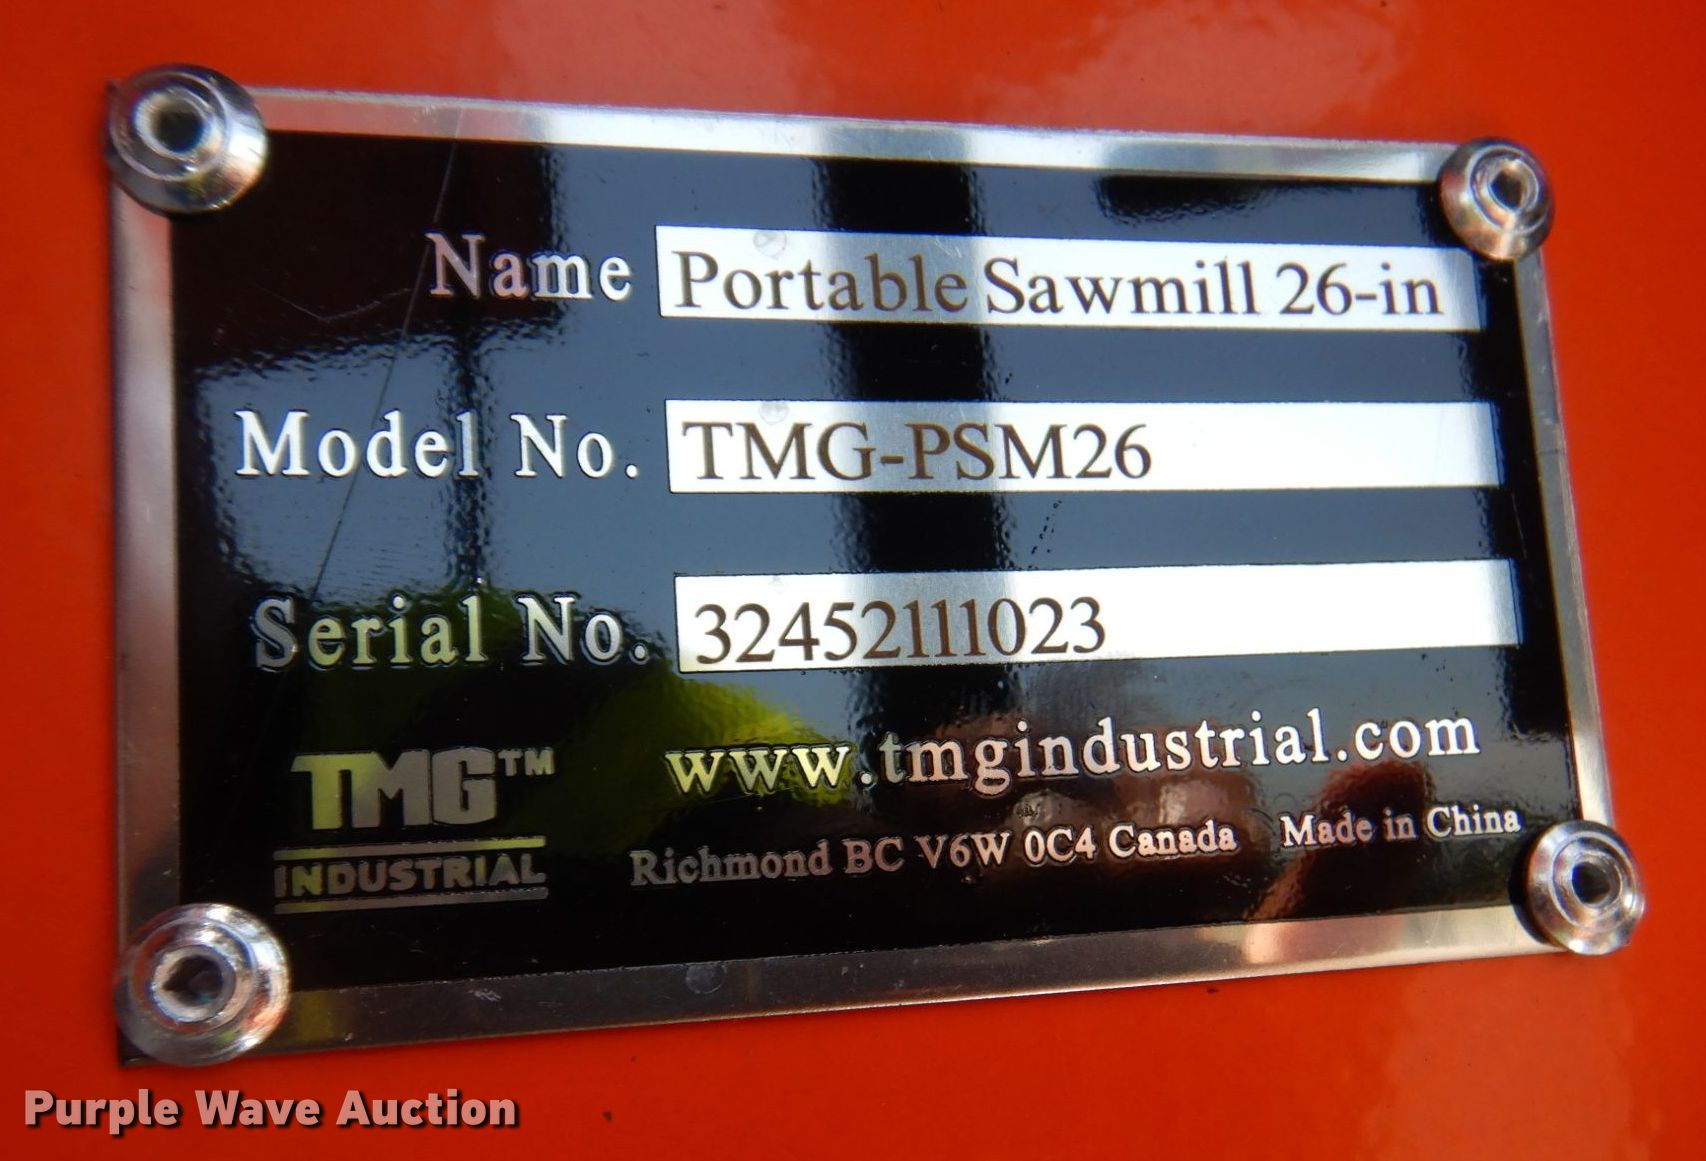 Name Portable Sawmill 26-in
Model No. TMG-PSM26
Serial No. 32452111023
TMG™
INDUSTRIAL
www.tmgindustrial.com
Richmond BC V6W 0C4 Canada Made in China
Purple Wave Auction